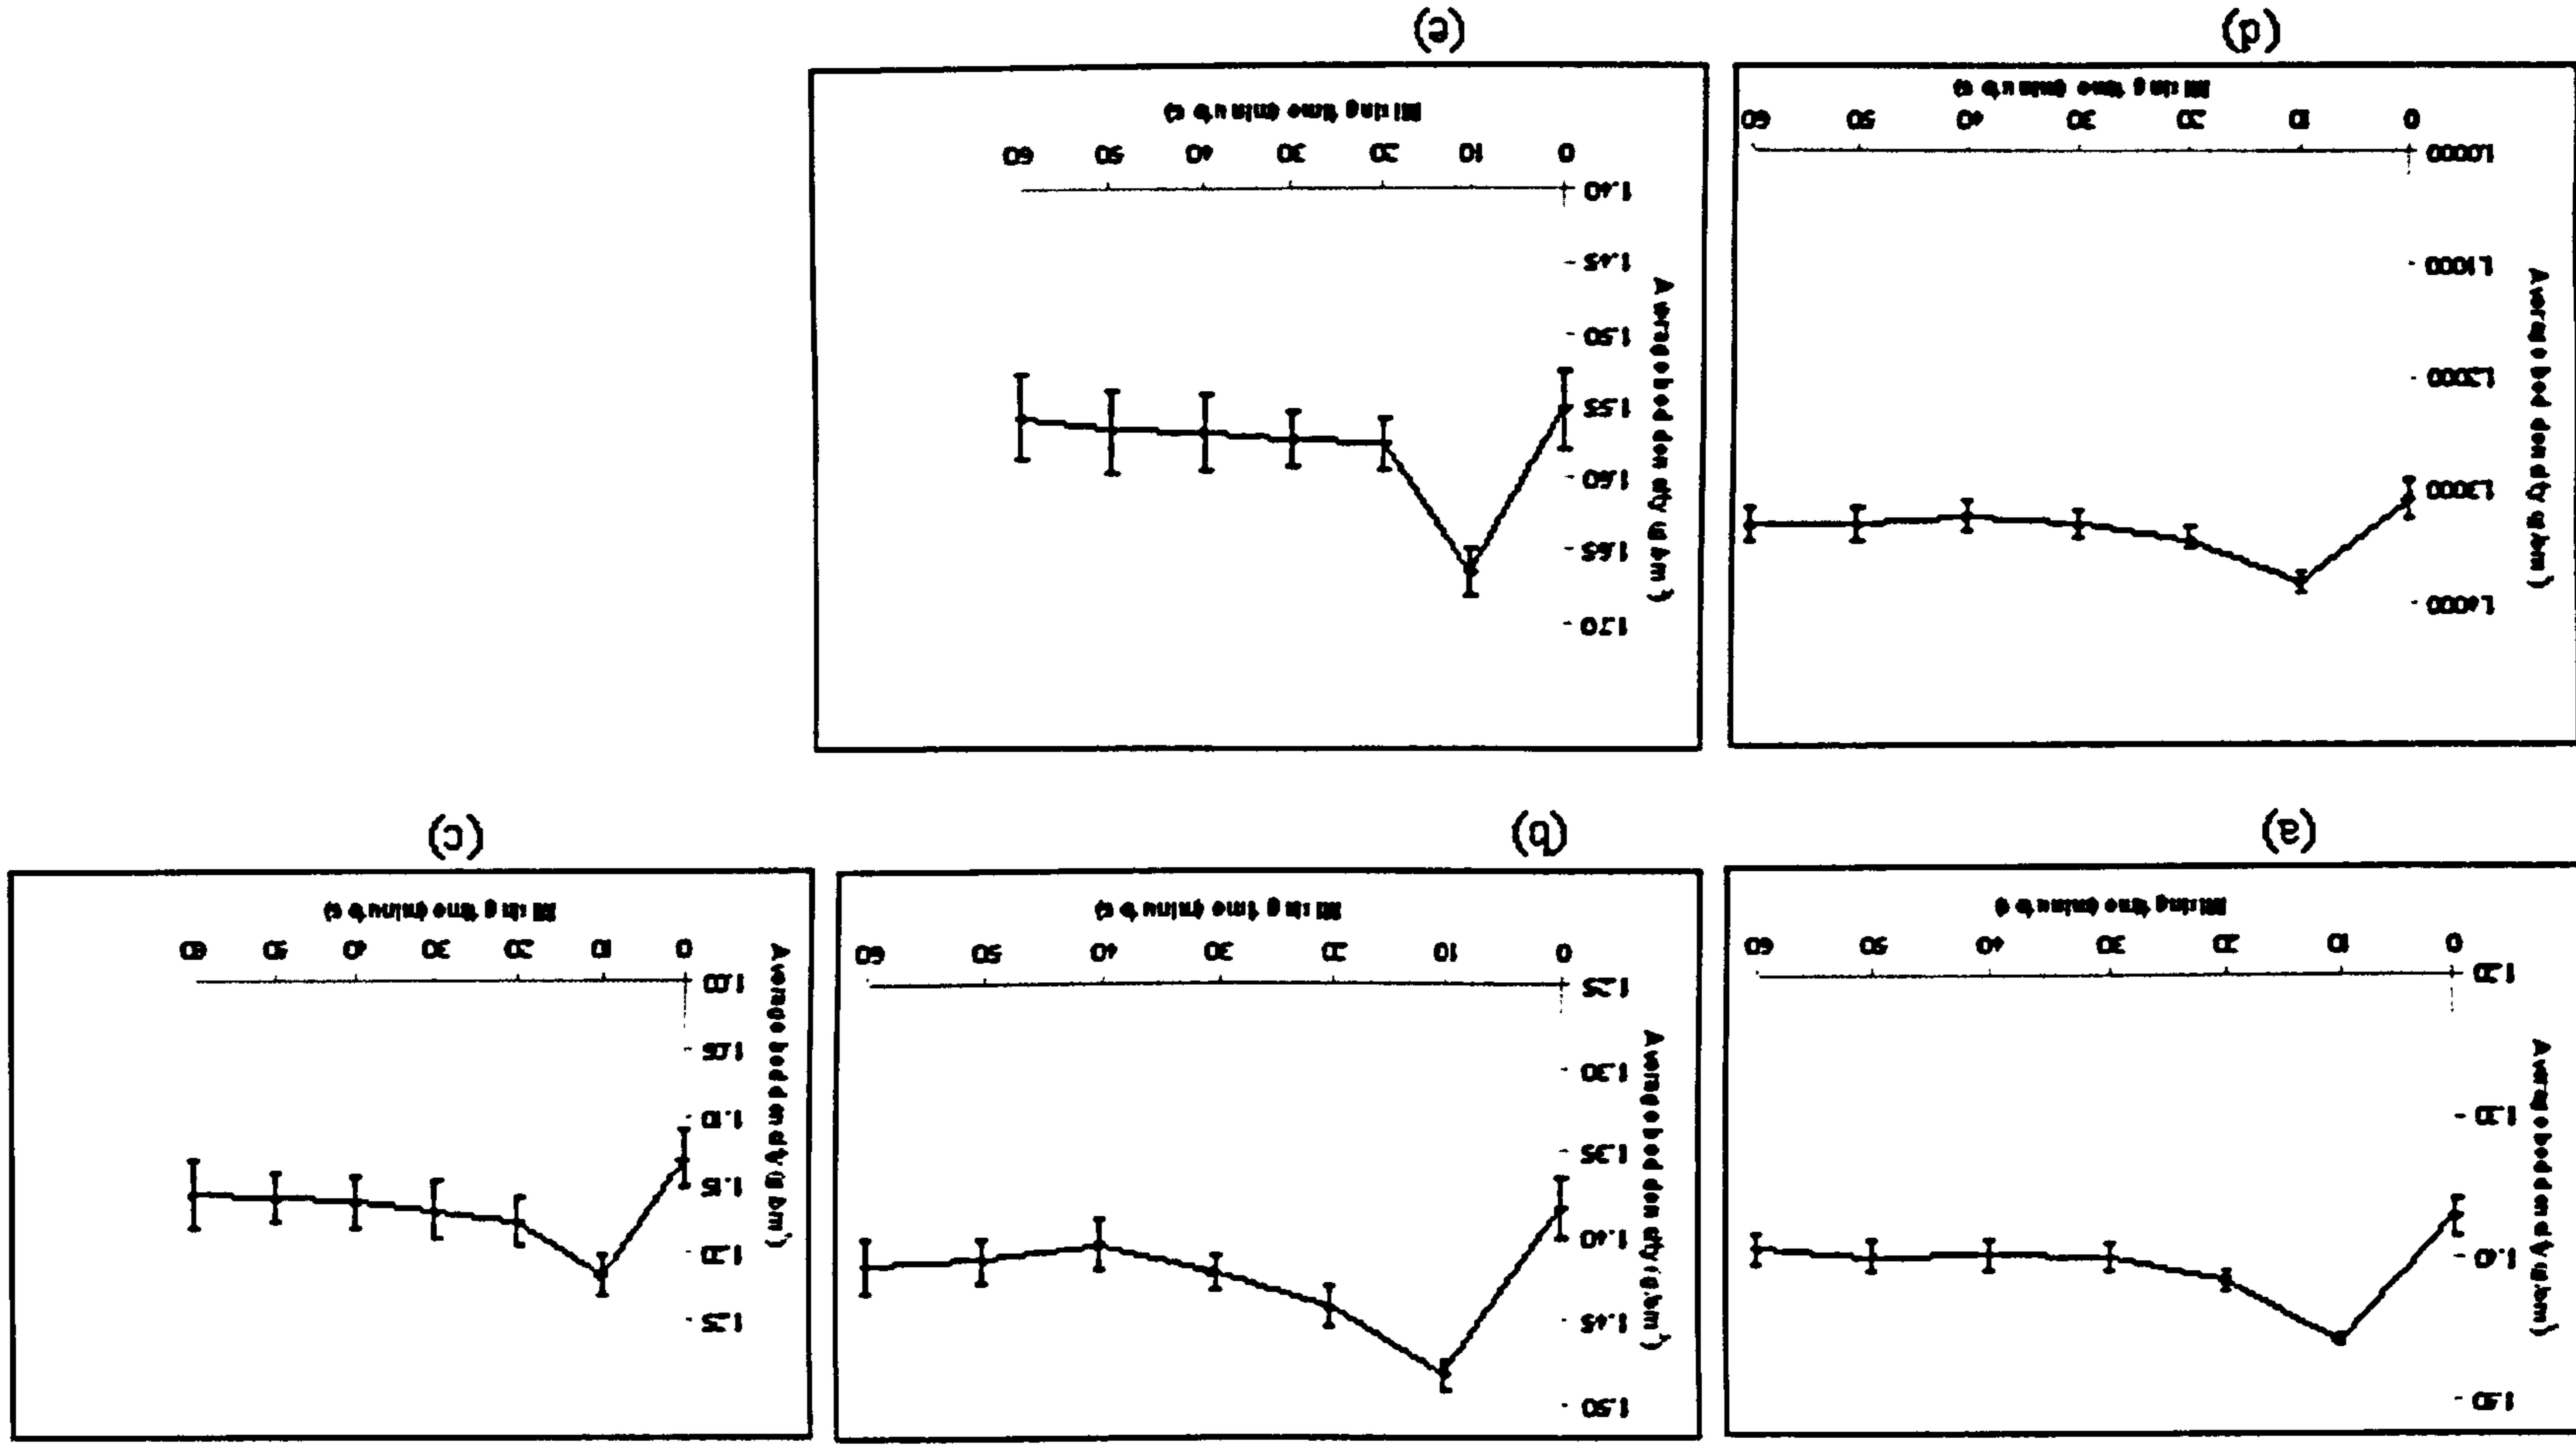 Average bed density (g/cm³)
1.50
1.40
1.30
1.20
0 10 20 30 40 50 60
Mixing time (minutes)
(a)
Average bed density (g/cm³)
1.50
1.45
1.40
1.35
1.30
1.25
0 10 20 30 40 50 60
Mixing time (minutes)
(b)
Average bed density (g/cm³)
1.25
1.20
1.15
1.10
1.05
1.00
0 10 20 30 40 50 60
Mixing time (minutes)
(c)
Average bed density (g/cm³)
1.4000
1.3000
1.2000
1.1000
1.0000
0 10 20 30 40 50 60
Mixing time (minutes)
(d)
Average bed density (g/cm³)
1.70
1.65
1.60
1.55
1.50
1.45
1.40
0 10 20 30 40 50 60
Mixing time (minutes)
(e)